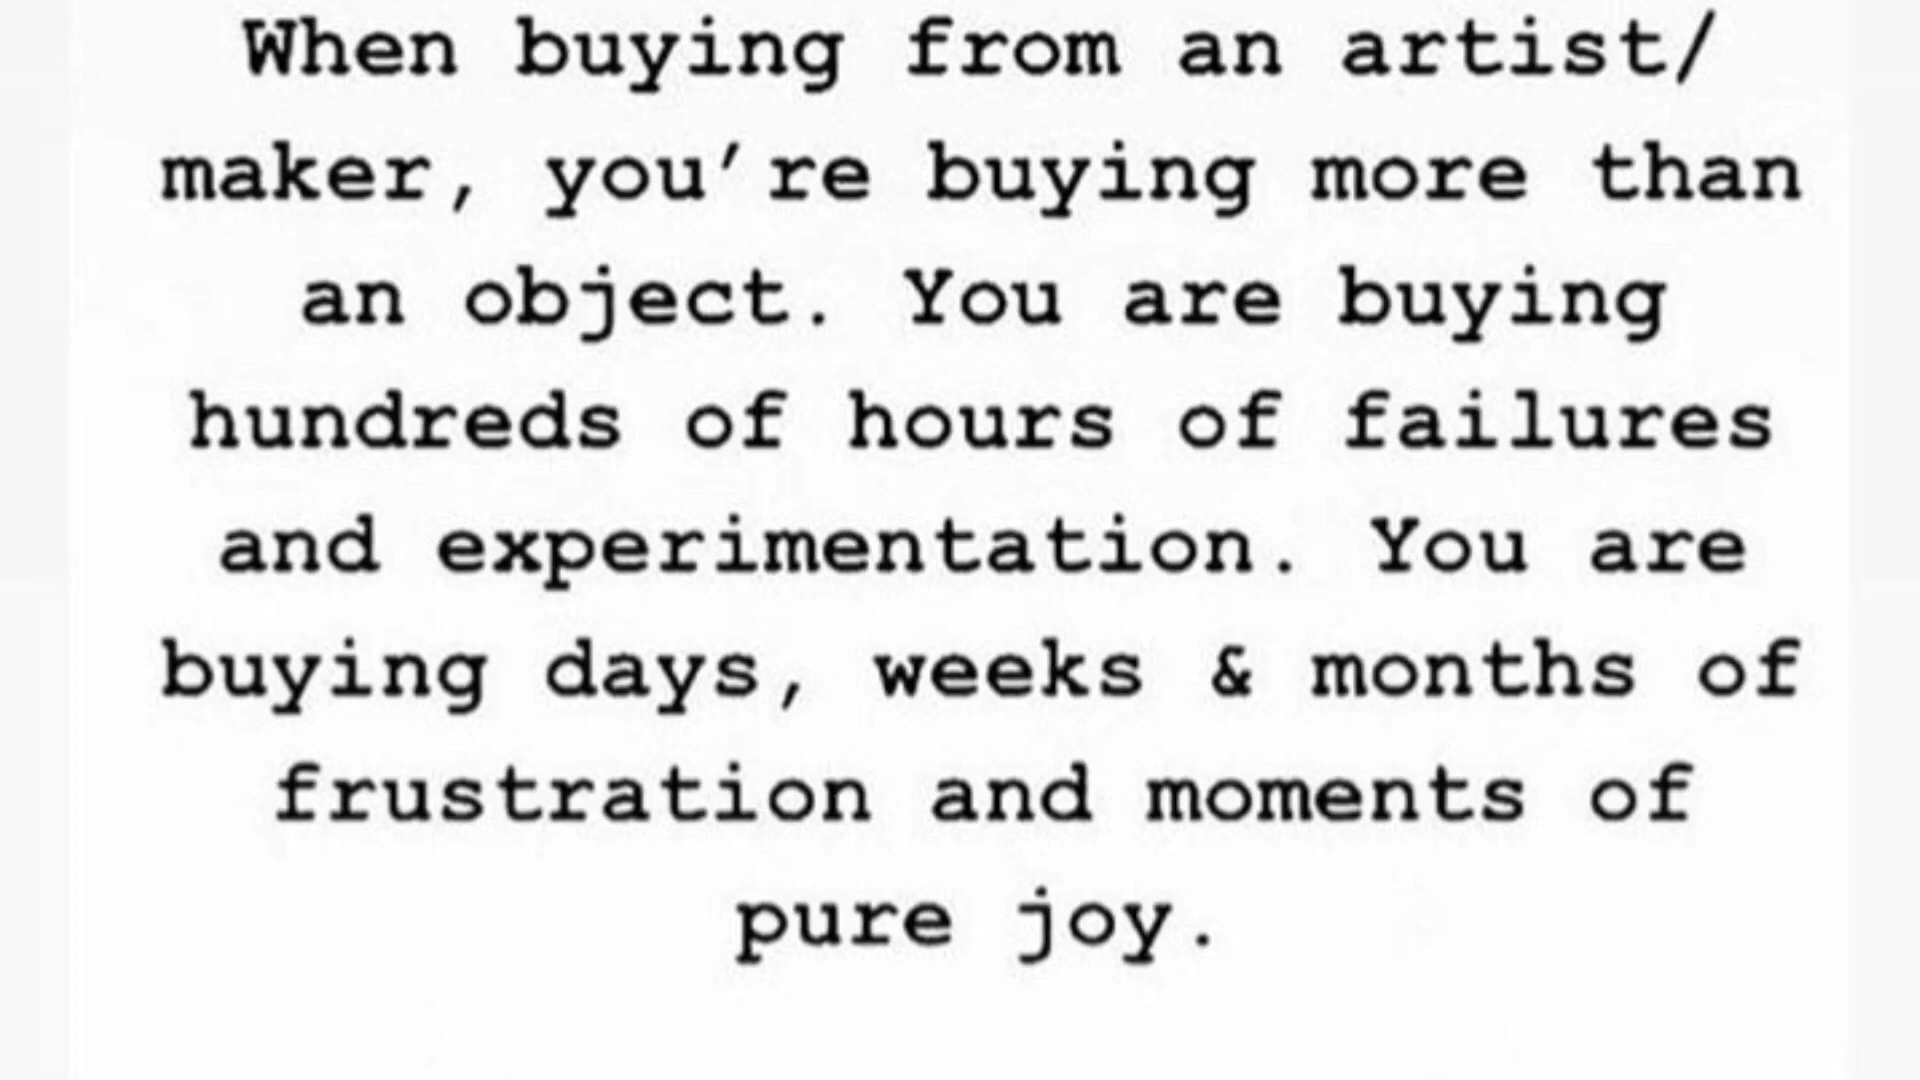 When buying from an artist/
maker, you're buying more than
an object. You are buying
hundreds of hours of failures
and experimentation. You are
buying days, weeks & months of
frustration and moments of
pure joy.